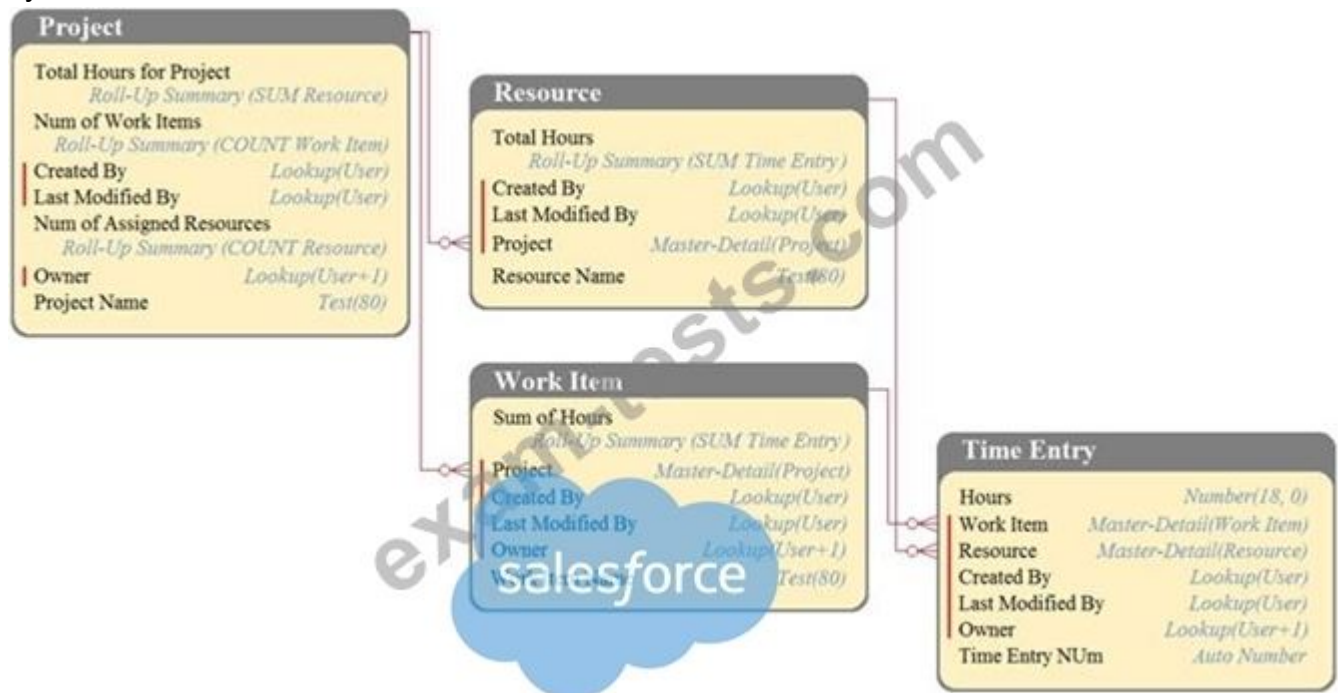 Project
Total Hours for Project
Roll-Up Summary (SUM Resource)
Num of Work Items
Roll-Up Summary (COUNT Work Item)
Created By Lookup(User)
Last Modified By Lookup(User)
Num of Assigned Resources
Roll-Up Summary (COUNT Resource)
Owner Lookup(User+1)
Project Name Test(80)
Resource
Total Hours
Roll-Up Summary (SUM Time Entry)
Created By Lookup(User)
Last Modified By Lookup(User)
Project Master-Detail(Project)
Resource Name Test(80)
Work Item
Sum of Hours
Roll-Up Summary (SUM Time Entry)
Project Master-Detail(Project)
Created By Lookup(User)
Last Modified By Lookup(User)
Owner Lookup(User+1)
Work Item Name Test(80)
Time Entry
Hours Number(18, 0)
Work Item Master-Detail(Work Item)
Resource Master-Detail(Resource)
Created By Lookup(User)
Last Modified By Lookup(User)
Owner Lookup(User+1)
Time Entry NUm Auto Number
salesforce
exam-tests.com